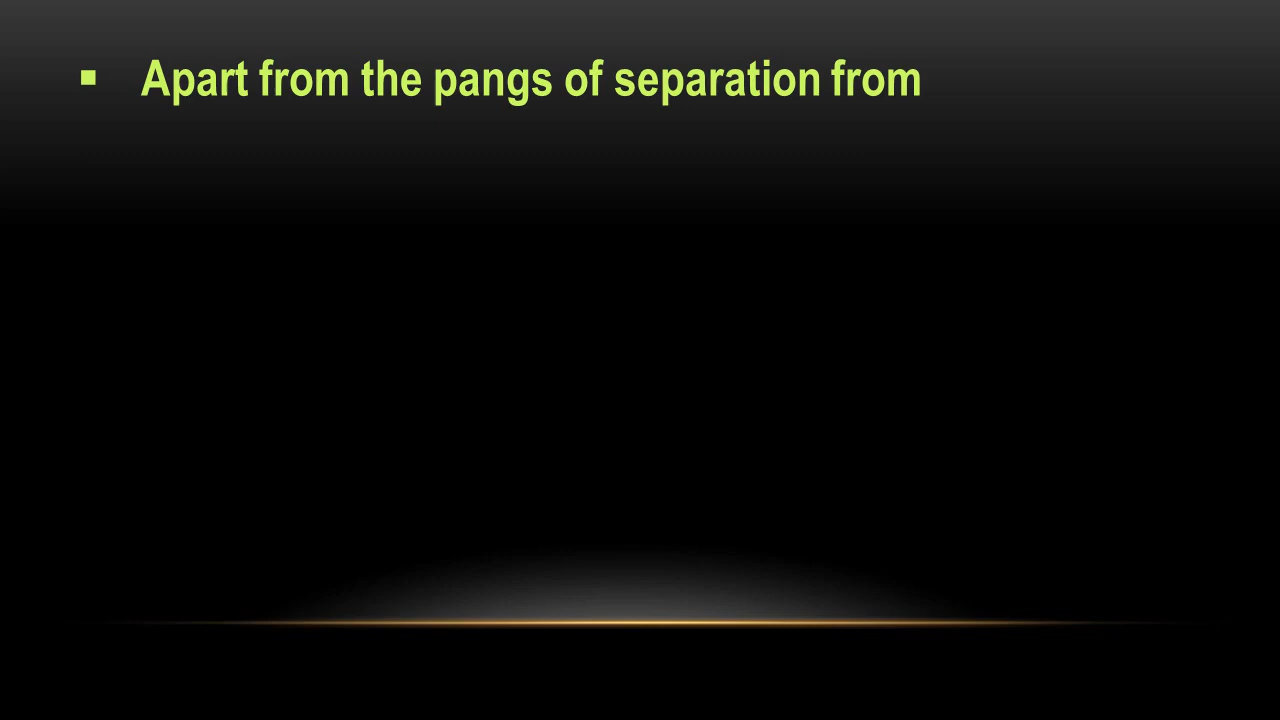 ▪ Apart from the pangs of separation from